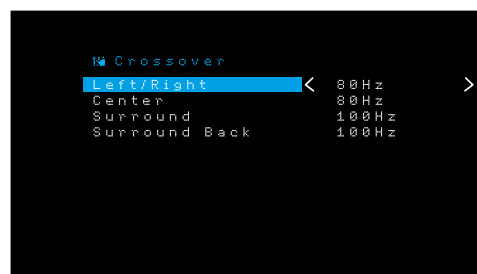 Crossover
Left/Right < 80Hz >
Center 80Hz
Surround 100Hz
Surround Back 100Hz